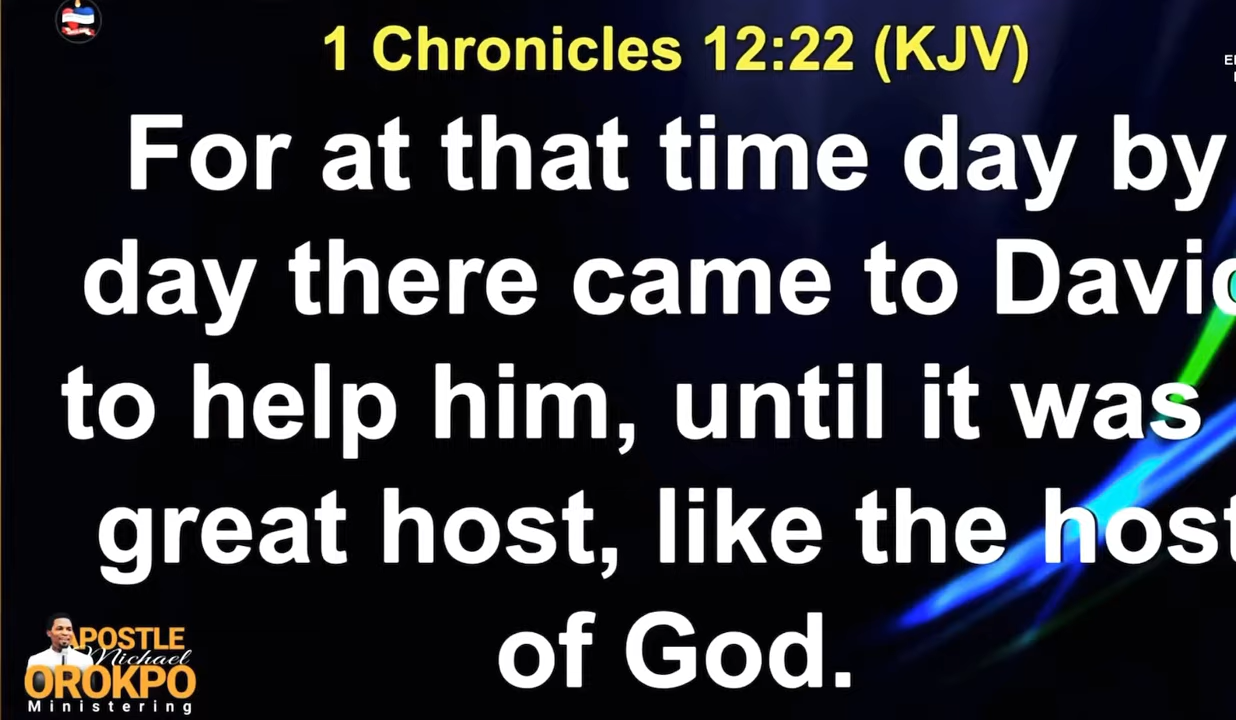 1 Chronicles 12:22 (KJV)
For at that time day by
day there came to Davi
to help him, until it was
great host, like the host
of God.
APOSTLE
Michael
OROKPO
Ministering